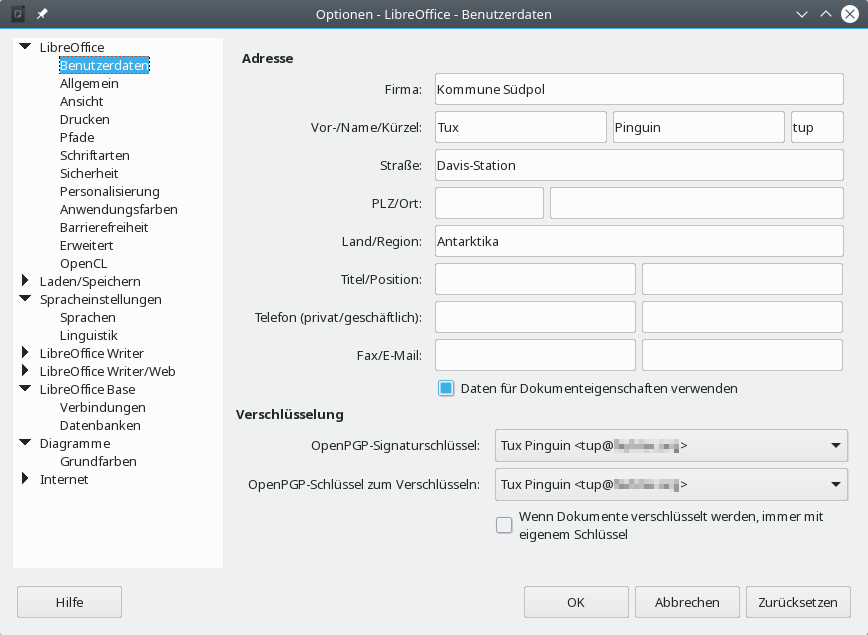 Optionen - LibreOffice - Benutzerdaten
LibreOffice
Benutzerdaten
Allgemein
Ansicht
Drucken
Pfade
Schriftarten
Sicherheit
Personalisierung
Anwendungsfarben
Barrierefreiheit
Erweitert
OpenCL
Laden/Speichern
Spracheinstellungen
Sprachen
Linguistik
LibreOffice Writer
LibreOffice Writer/Web
LibreOffice Base
Verbindungen
Datenbanken
Diagramme
Grundfarben
Internet
Adresse
Firma: Kommune Südpol
Vor-/Name/Kürzel: Tux Pinguin tup
Straße: Davis-Station
PLZ/Ort:
Land/Region: Antarktika
Titel/Position:
Telefon (privat/geschäftlich):
Fax/E-Mail:
Daten für Dokumenteigenschaften verwenden
Verschlüsselung
OpenPGP-Signaturschlüssel: Tux Pinguin <tup@ >
OpenPGP-Schlüssel zum Verschlüsseln: Tux Pinguin <tup@ >
Wenn Dokumente verschlüsselt werden, immer mit
eigenem Schlüssel
Hilfe OK Abbrechen Zurücksetzen